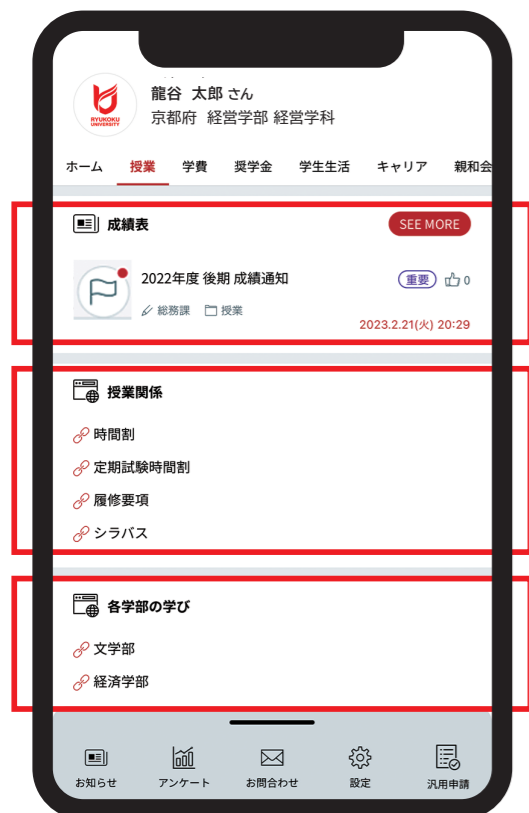 RYUKOKU
UNIVERSITY
龍谷 太郎 さん
京都府 経営学部 経営学科
ホーム 授業 学費 奨学金 学生生活 キャリア 親和会
成績表 SEE MORE
2022年度 後期 成績通知 重要 0
総務課 授業
2023.2.21(火) 20:29
授業関係
時間割
定期試験時間割
履修要項
シラバス
各学部の学び
文学部
経済学部
お知らせ アンケート お問合わせ 設定 汎用申請